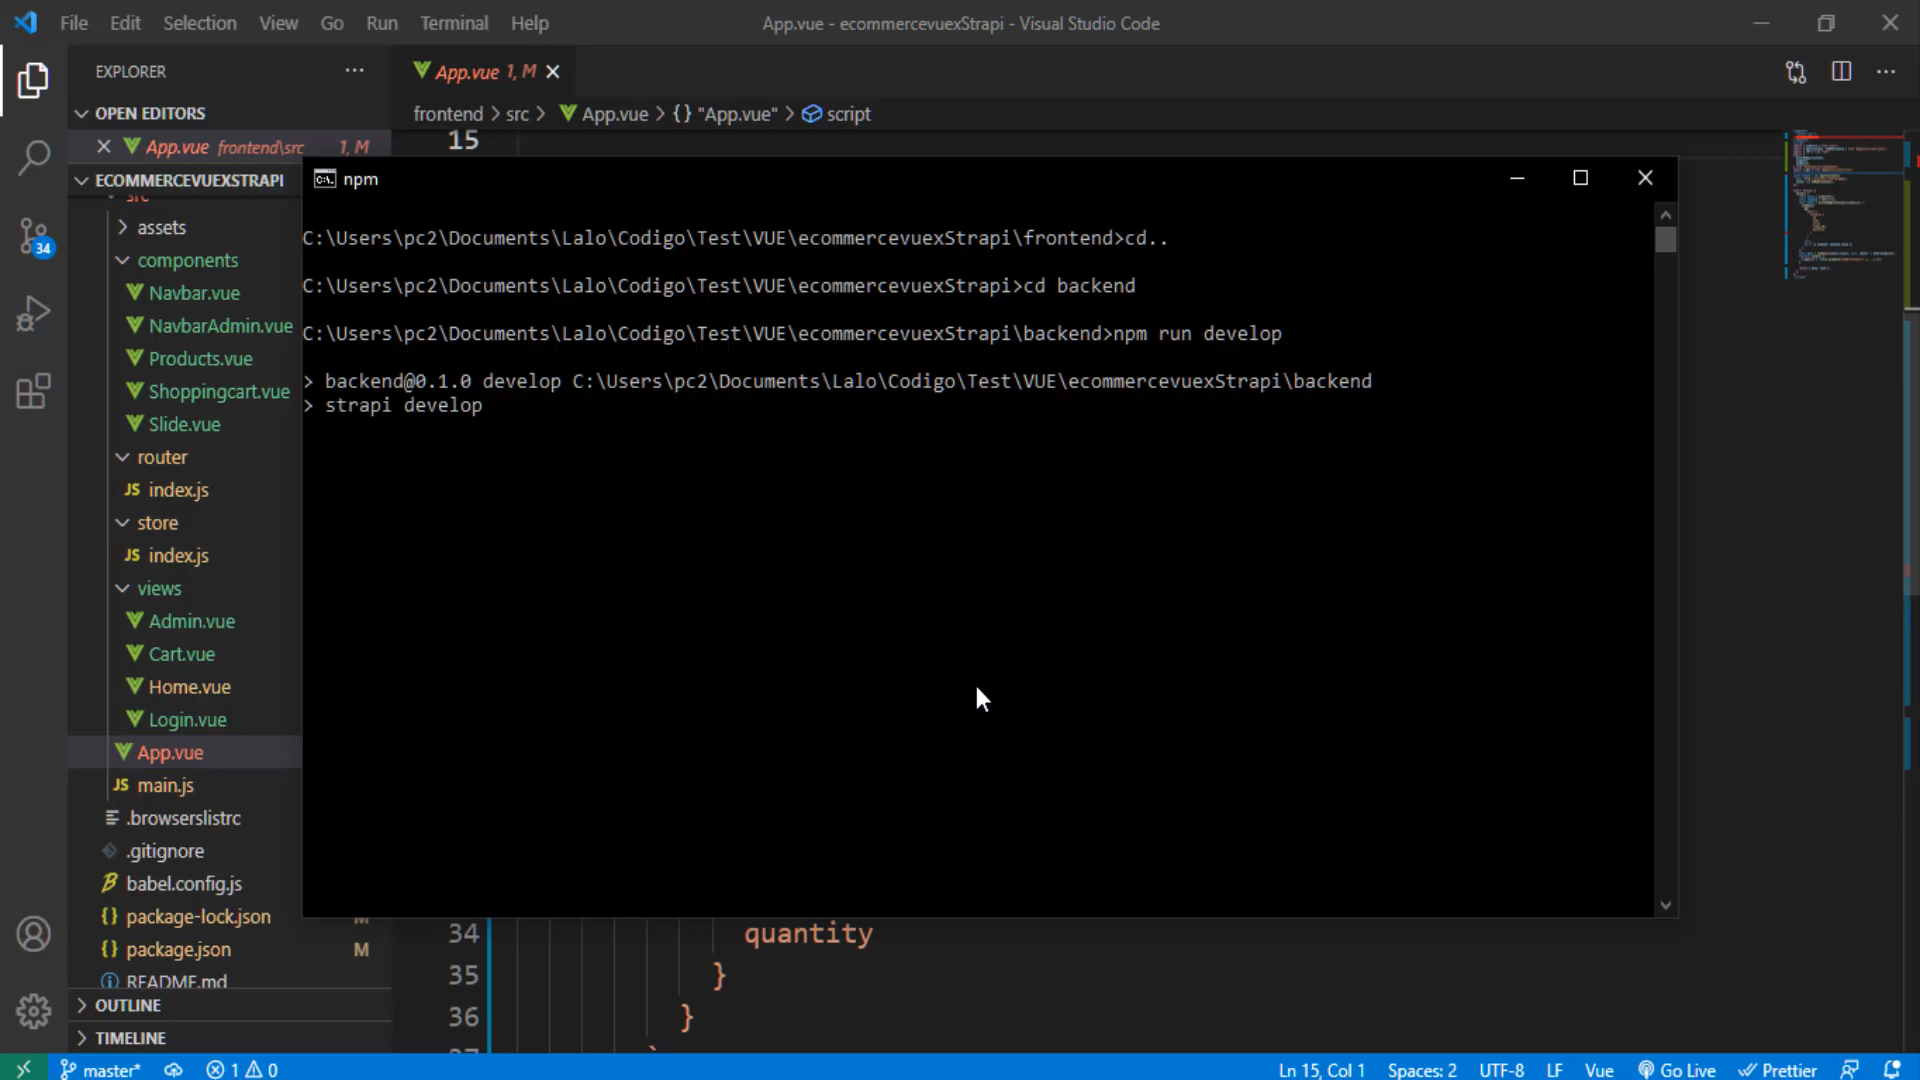 File Edit Selection View Go Run Terminal Help
App.vue - ecommercevuexStrapi - Visual Studio Code
EXPLORER
App.vue 1, M
OPEN EDITORS
frontend > src > App.vue > {} "App.vue" > script
App.vue frontend\src 1, M
15
ECOMMERCEVUEXSTRAPI
src
assets
components
Navbar.vue
NavbarAdmin.vue
Products.vue
Shoppingcart.vue
Slide.vue
router
JS index.js
store
JS index.js
views
Admin.vue
Cart.vue
Home.vue
Login.vue
App.vue
JS main.js
.browserslistrc
.gitignore
babel.config.js
{} package-lock.json M
{} package.json M
README.md
OUTLINE
TIMELINE
34
npm
C:\Users\pc2\Documents\Lalo\Codigo\Test\VUE\ecommercevuexStrapi\frontend>cd..
C:\Users\pc2\Documents\Lalo\Codigo\Test\VUE\ecommercevuexStrapi>cd backend
C:\Users\pc2\Documents\Lalo\Codigo\Test\VUE\ecommercevuexStrapi\backend>npm run develop
> backend@0.1.0 develop C:\Users\pc2\Documents\Lalo\Codigo\Test\VUE\ecommercevuexStrapi\backend
> strapi develop
34 quantity
35 }
36 }
37 `
master* 1 0 Ln 15, Col 1 Spaces: 2 UTF-8 LF Vue Go Live Prettier